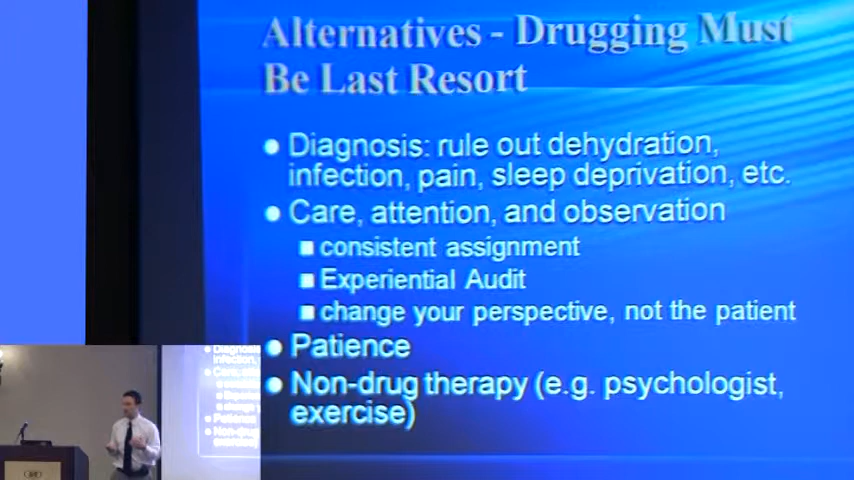 Alternatives - Drugging Must
Be Last Resort
Diagnosis: rule out dehydration,
infection, pain, sleep deprivation, etc.
Care, attention, and observation
consistent assignment
Experiential Audit
change your perspective, not the patient
Patience
Non-drug therapy (e.g. psychologist,
exercise)